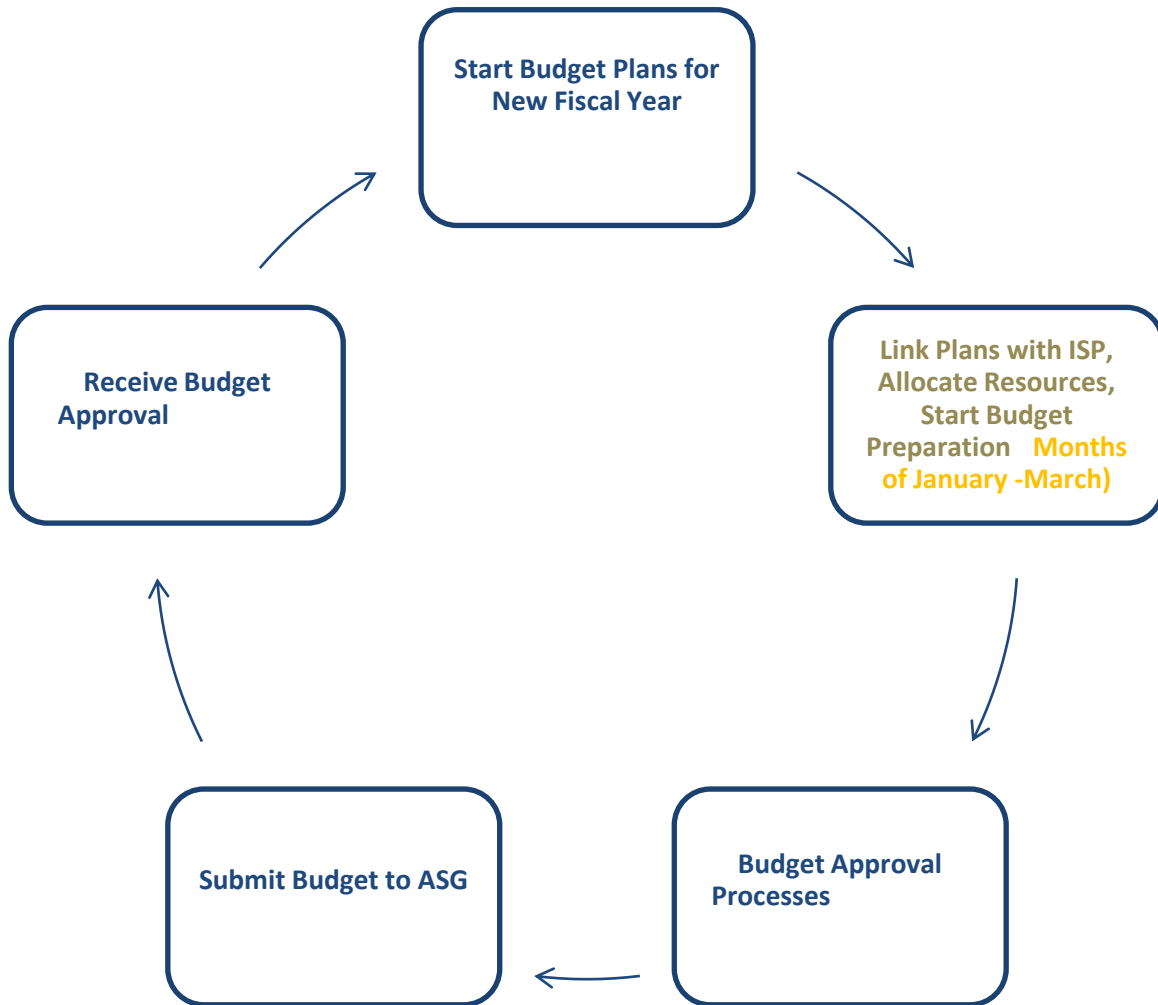 Start Budget Plans for
New Fiscal Year
Link Plans with ISP,
Allocate Resources,
Start Budget
Preparation Months
of January -March)
Budget Approval
Processes
Submit Budget to ASG
Receive Budget
Approval